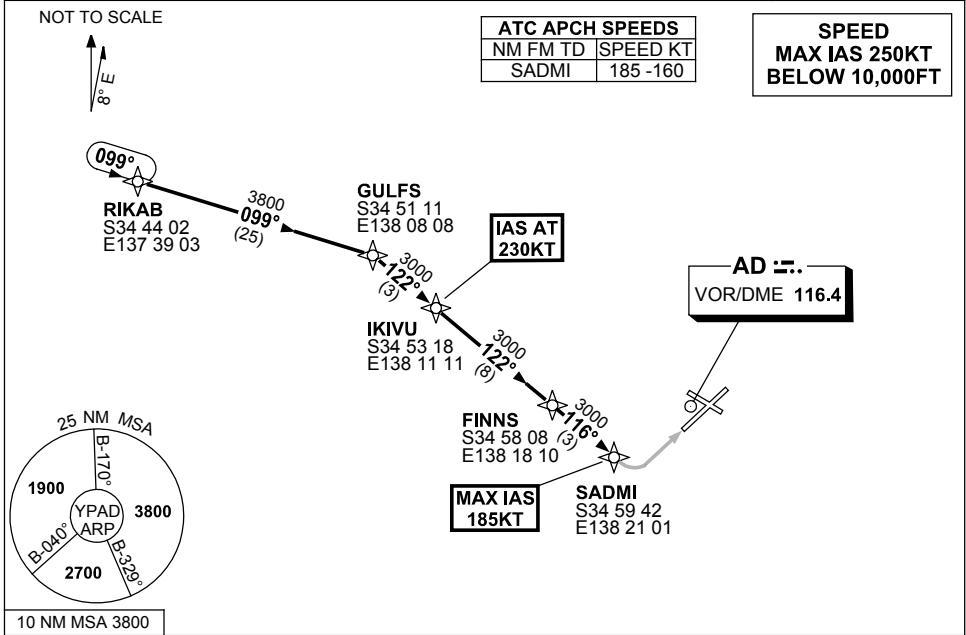 NOT TO SCALE
8° E
ATC APCH SPEEDS
NM FM TD SPEED KT
SADMI 185 -160
SPEED
MAX IAS 250KT
BELOW 10,000FT
099°
RIKAB
S34 44 02
E137 39 03
3800
099°
(25)
GULFS
S34 51 11
E138 08 08
3000
122°
(3)
IAS AT
230KT
IKIVU
S34 53 18
E138 11 11
3000
122°
(8)
AD
VOR/DME 116.4
FINNS
S34 58 08
E138 18 10
3000
116°
(3)
MAX IAS
185KT
SADMI
S34 59 42
E138 21 01
25 NM MSA
B-170°
1900
3800
YPAD
ARP
B-040°
B-329°
2700
10 NM MSA 3800